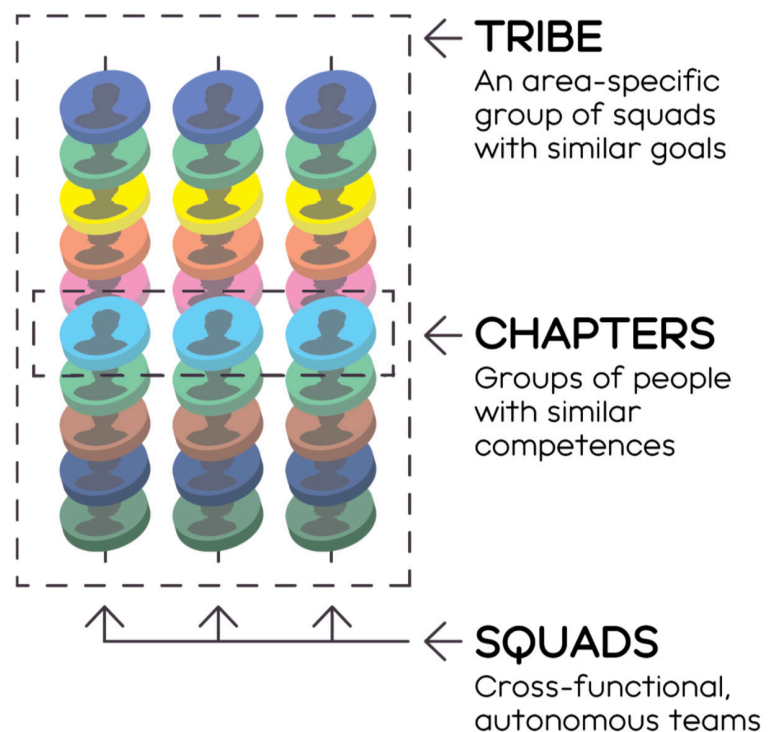 TRIBE
An area-specific
group of squads
with similar goals
CHAPTERS
Groups of people
with similar
competences
SQUADS
Cross-functional,
autonomous teams